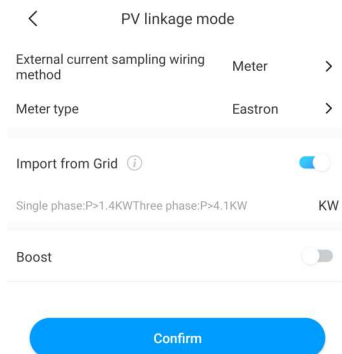 PV linkage mode
External current sampling wiring
method
Meter
Meter type
Eastron
Import from Grid
Single phase:P>1.4KWThree phase:P>4.1KW
KW
Boost
Confirm